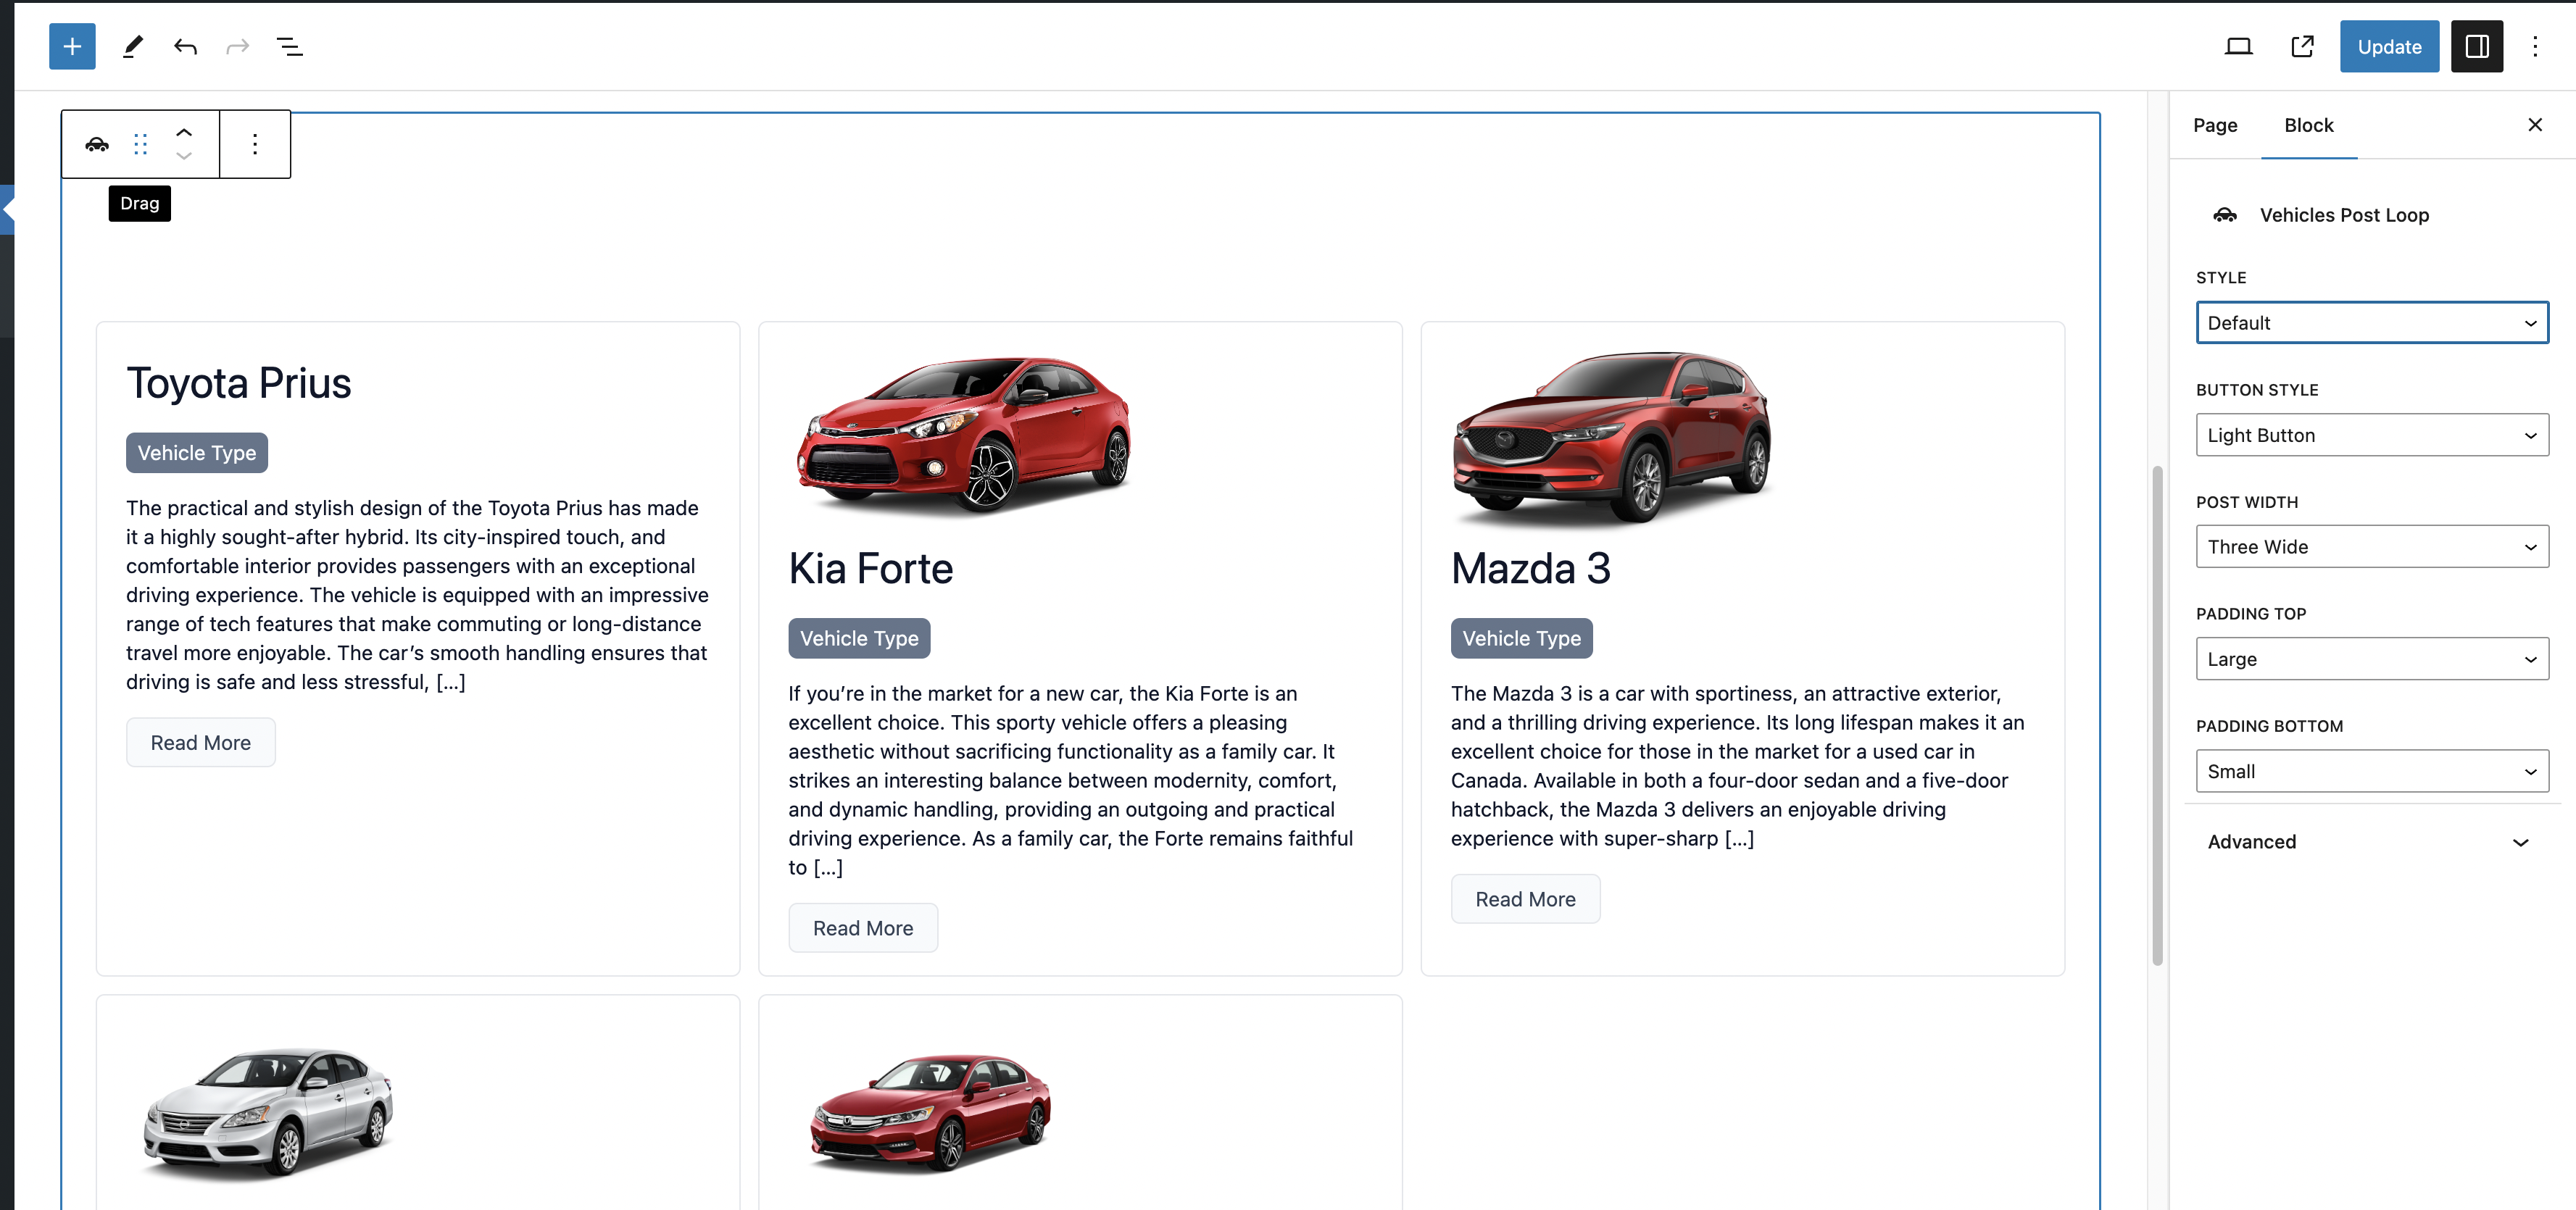 Update
Drag
Page
Block
Vehicles Post Loop
STYLE
Default
BUTTON STYLE
Light Button
POST WIDTH
Three Wide
PADDING TOP
Large
PADDING BOTTOM
Small
Advanced
Toyota Prius
Vehicle Type
The practical and stylish design of the Toyota Prius has made
it a highly sought-after hybrid. Its city-inspired touch, and
comfortable interior provides passengers with an exceptional
driving experience. The vehicle is equipped with an impressive
range of tech features that make commuting or long-distance
travel more enjoyable. The car’s smooth handling ensures that
driving is safe and less stressful, [...]
Read More
Kia Forte
Vehicle Type
If you’re in the market for a new car, the Kia Forte is an
excellent choice. This sporty vehicle offers a pleasing
aesthetic without sacrificing functionality as a family car. It
strikes an interesting balance between modernity, comfort,
and dynamic handling, providing an outgoing and practical
driving experience. As a family car, the Forte remains faithful
to [...]
Read More
Mazda 3
Vehicle Type
The Mazda 3 is a car with sportiness, an attractive exterior,
and a thrilling driving experience. Its long lifespan makes it an
excellent choice for those in the market for a used car in
Canada. Available in both a four-door sedan and a five-door
hatchback, the Mazda 3 delivers an enjoyable driving
experience with super-sharp [...]
Read More